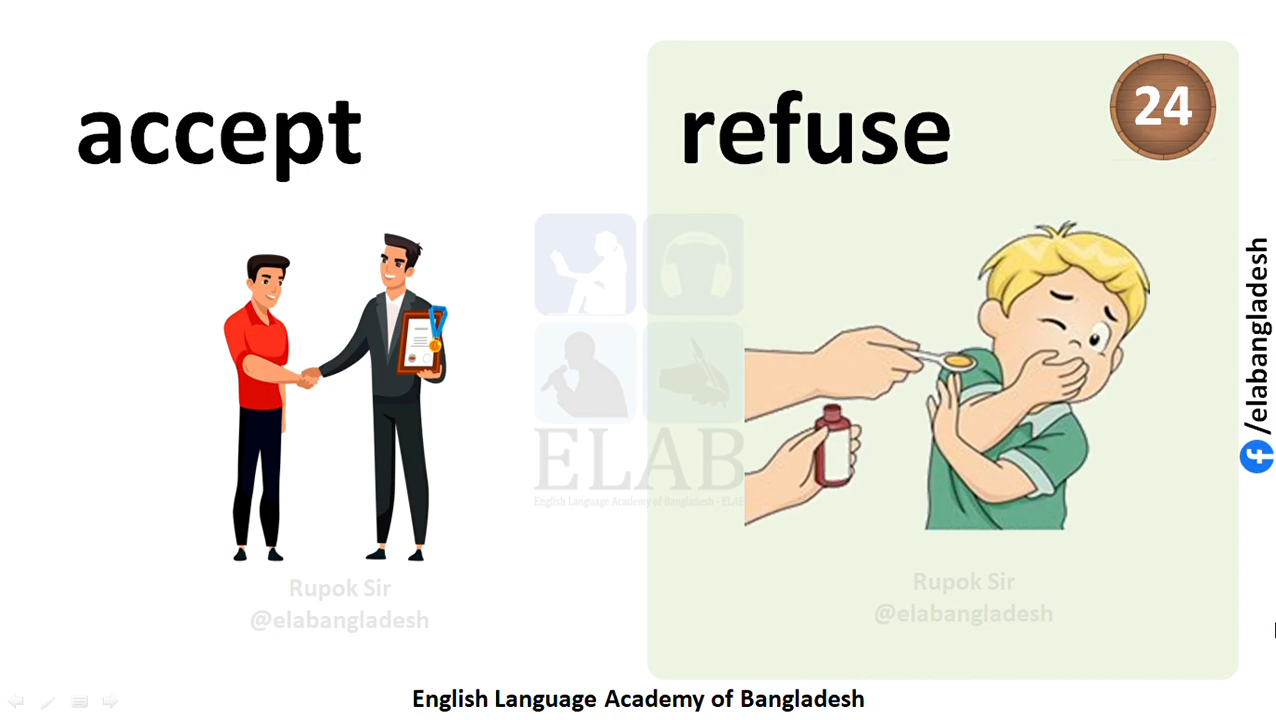 accept
refuse
24
ELAB
English Language Academy of Bangladesh - ELAB
/elabangladesh
Rupok Sir
@elabangladesh
Rupok Sir
@elabangladesh
English Language Academy of Bangladesh